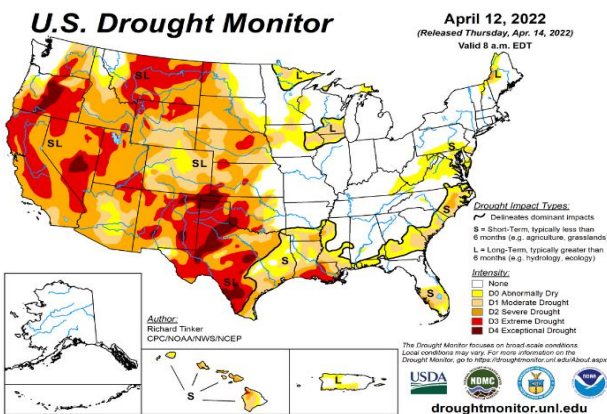 U.S. Drought Monitor
April 12, 2022
(Released Thursday, Apr. 14, 2022)
Valid 8 a.m. EDT
SL
L
L
L
SL
SL
S
S
S
S
SL
S
L
S
Author:
Richard Tinker
CPC/NOAA/NWS/NCEP
Drought Impact Types:
Delineates dominant impacts
S = Short-Term, typically less than
6 months (e.g. agriculture, grasslands
L = Long-Term, typically greater than
6 months (e.g. hydrology, ecology)
Intensity:
None
D0 Abnormally Dry
D1 Moderate Drought
D2 Severe Drought
D3 Extreme Drought
D4 Exceptional Drought
The Drought Monitor focuses on broad-scale conditions.
Local conditions may vary. For more information on the
Drought Monitor, go to https://droughtmonitor.unl.edu/About.aspx
USDA
NDMC
NOAA
droughtmonitor.unl.edu